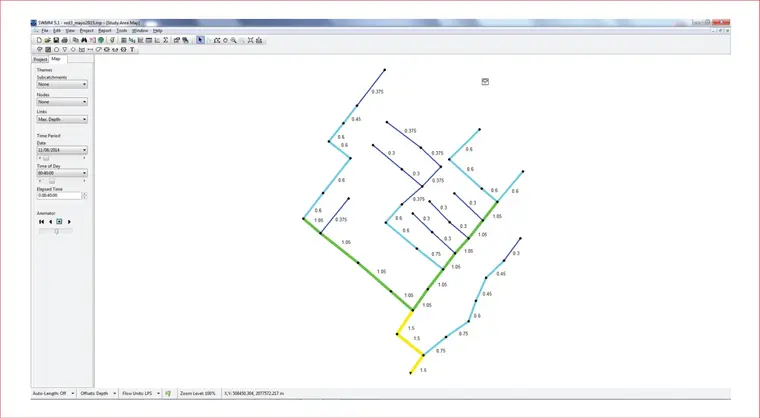 SWMM 5.1 - red3_mayo2015.inp - [Study Area Map]
File Edit View Project Report Tools Window Help
Project Map
Themes
Subcatchments
None
Nodes
None
Links
Max. Depth
Time Period
Date
11/06/2014
Time of Day
00:40:00
Elapsed Time
0.00:40:00
Animator
0.375
0.45
0.6
0.6
0.6
0.6
0.375
1.05
1.05
1.05
1.05
0.375
0.3
0.375
0.3
0.375
0.6
0.6
0.3
0.3
0.3
0.3
0.75
0.6
0.6
0.6
1.05
1.05
1.05
1.05
1.05
0.3
0.45
0.45
0.6
0.75
0.75
1.5
1.5
1.5
Auto-Length: Off Offsets: Depth Flow Units: LPS Zoom Level: 100% X,Y: 508450.304, 2077572.217 m